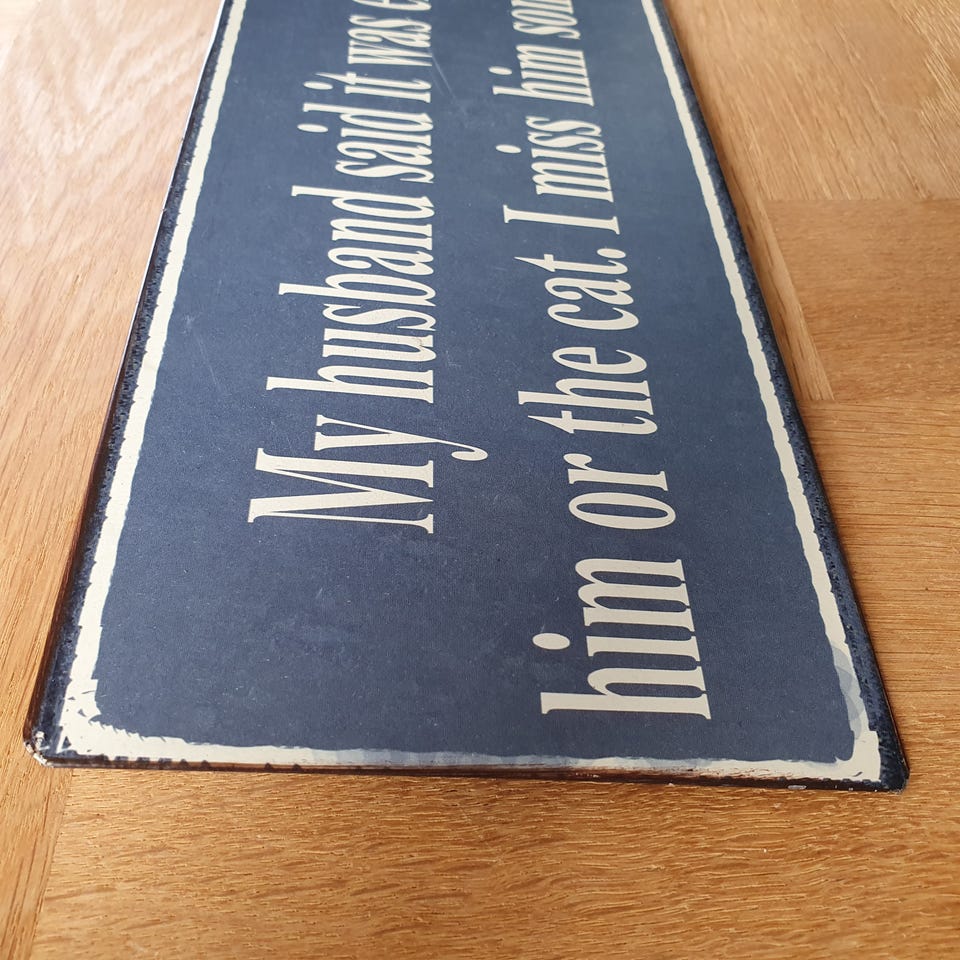 My husband said it was
him or the cat. I miss him